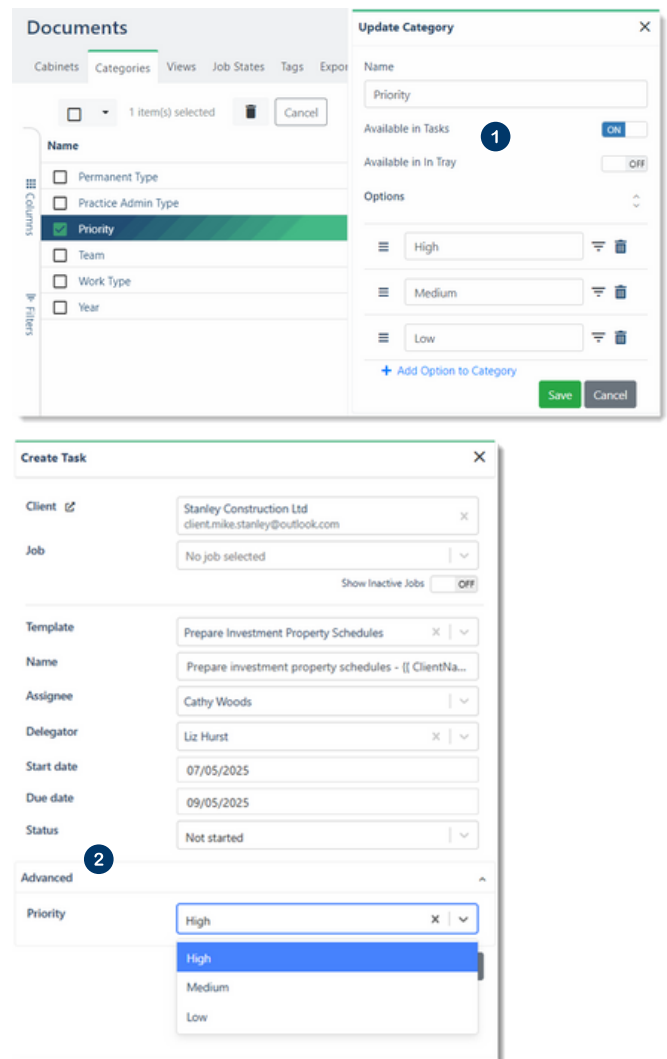 Documents
Cabinets Categories Views Job States Tags Expor
1 item(s) selected Cancel
Name
Columns
Filters
Permanent Type
Practice Admin Type
Priority
Team
Work Type
Year
Update Category
Name
Priority
Available in Tasks 1 ON
Available in In Tray OFF
Options
High
Medium
Low
+ Add Option to Category
Save Cancel
Create Task
Client Stanley Construction Ltd
client.mike.stanley@outlook.com
Job No job selected
Show Inactive Jobs OFF
Template Prepare Investment Property Schedules
Name Prepare investment property schedules - {{ ClientNa...
Assignee Cathy Woods
Delegator Liz Hurst
Start date 07/05/2025
Due date 09/05/2025
Status Not started
2
Advanced
Priority High
High
Medium
Low